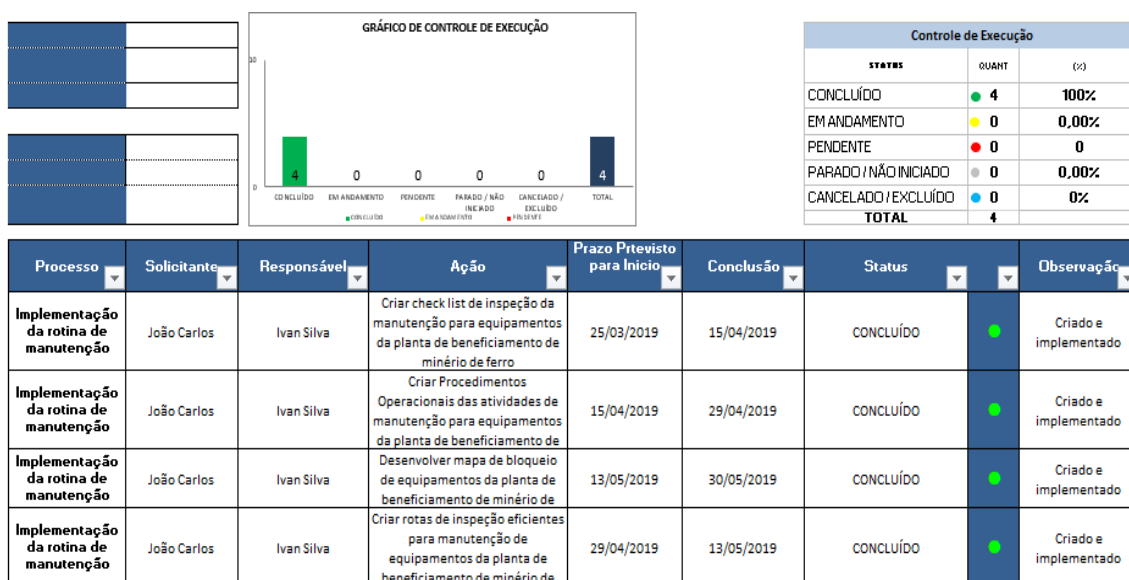 GRÁFICO DE CONTROLE DE EXECUÇÃO
10
0
4
0
0
0
0
4
CONCLUÍDO
EM ANDAMENTO
PENDENTE
PARADO / NÃO
INICIADO
CANCELADO /
EXCLUÍDO
TOTAL
CONCLUÍDO
EM ANDAMENTO
PENDENTE
Controle de Execução
STATUS QUANT (%)
CONCLUÍDO 4 100%
EM ANDAMENTO 0 0,00%
PENDENTE 0 0
PARADO / NÃO INICIADO 0 0,00%
CANCELADO / EXCLUÍDO 0 0%
TOTAL 4
Processo
Solicitante
Responsável
Ação
Prazo Prtevisto
para Inicio
Conclusão
Status
Observação
Implementação
da rotina de
manutenção
João Carlos
Ivan Silva
Criar check list de inspeção da
manutenção para equipamentos
da planta de beneficiamento de
minério de ferro
25/03/2019
15/04/2019
CONCLUÍDO
Criado e
implementado
Implementação
da rotina de
manutenção
João Carlos
Ivan Silva
Criar Procedimentos
Operacionais das atividades de
manutenção para equipamentos
da planta de beneficiamento de
15/04/2019
29/04/2019
CONCLUÍDO
Criado e
implementado
Implementação
da rotina de
manutenção
João Carlos
Ivan Silva
Desenvolver mapa de bloqueio
de equipamentos da planta de
beneficiamento de minério de
13/05/2019
30/05/2019
CONCLUÍDO
Criado e
implementado
Implementação
da rotina de
manutenção
João Carlos
Ivan Silva
Criar rotas de inspeção eficientes
para manutenção de
equipamentos da planta de
beneficiamento de minério de
29/04/2019
13/05/2019
CONCLUÍDO
Criado e
implementado